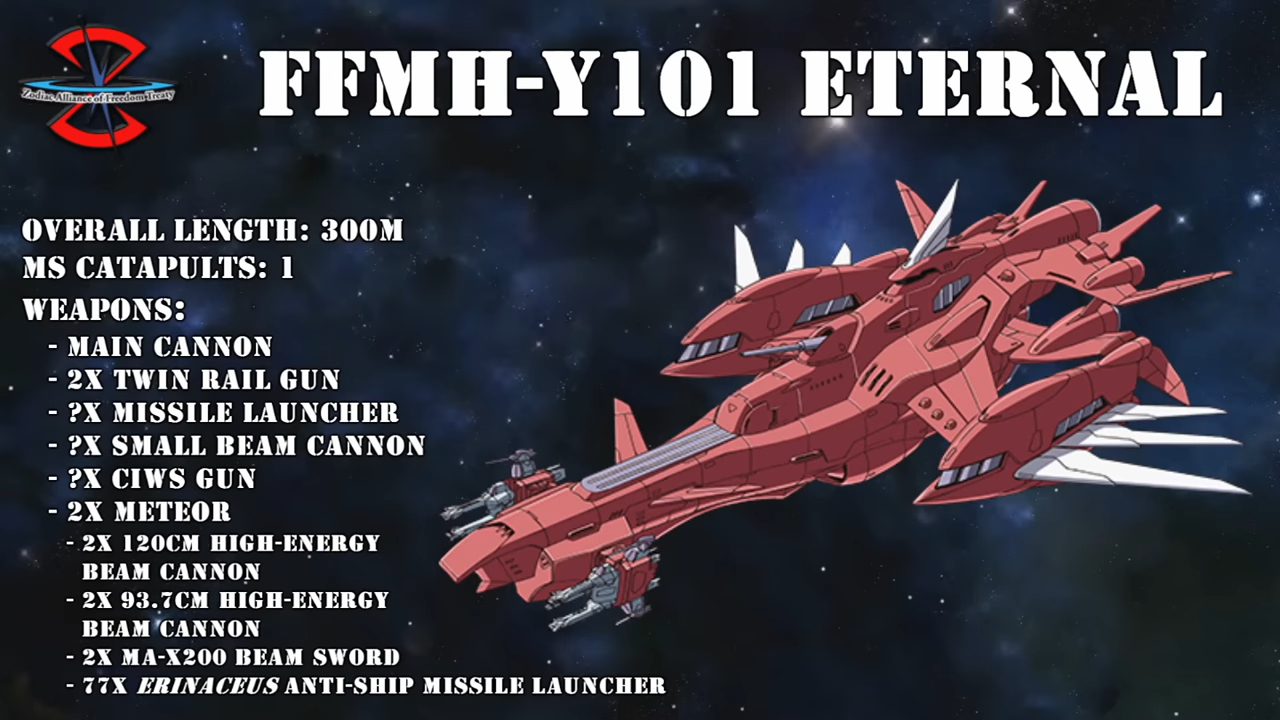 Zodiac Alliance of Freedom Treaty
FFMH-Y101 ETERNAL
OVERALL LENGTH: 300M
MS CATAPULTS: 1
WEAPONS:
- MAIN CANNON
- 2X TWIN RAIL GUN
- ?X MISSILE LAUNCHER
- ?X SMALL BEAM CANNON
- ?X CIWS GUN
- 2X METEOR
- 2X 120CM HIGH-ENERGY
BEAM CANNON
- 2X 93.7CM HIGH-ENERGY
BEAM CANNON
- 2X MA-X200 BEAM SWORD
- 77X ERINACEUS ANTI-SHIP MISSILE LAUNCHER